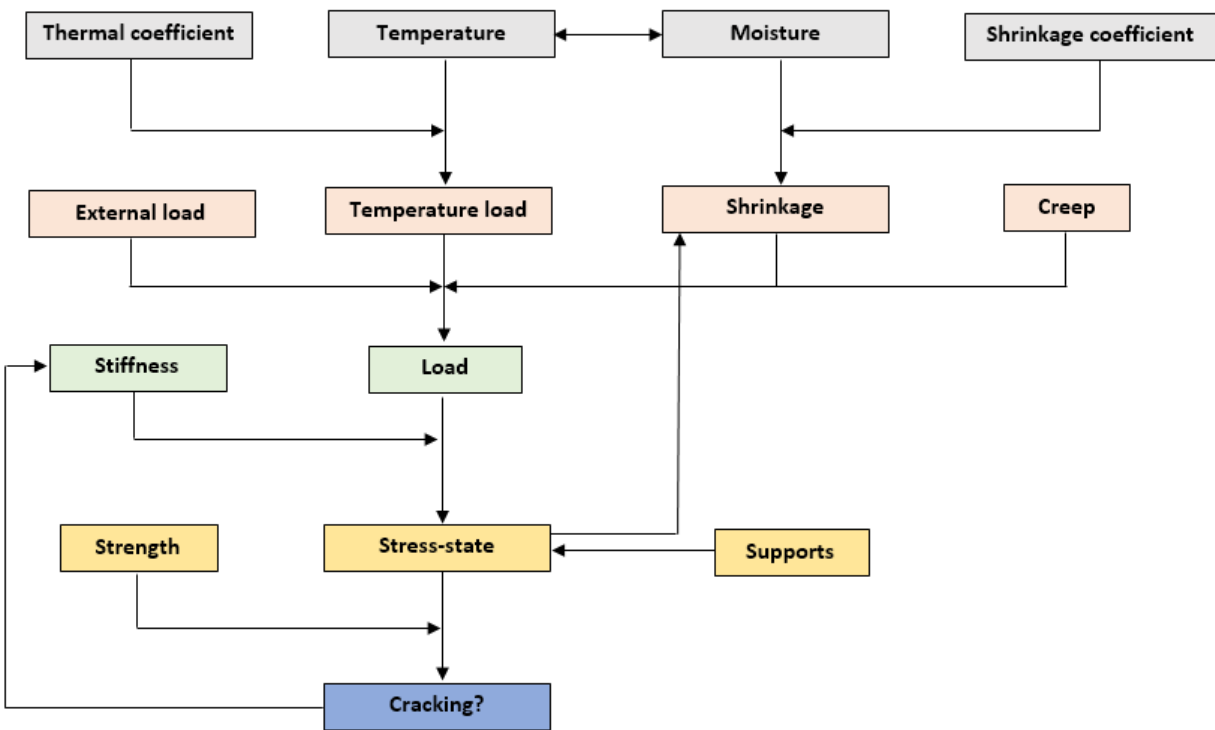 Thermal coefficient
Temperature
Moisture
Shrinkage coefficient
External load
Temperature load
Shrinkage
Creep
Stiffness
Load
Strength
Stress-state
Supports
Cracking?